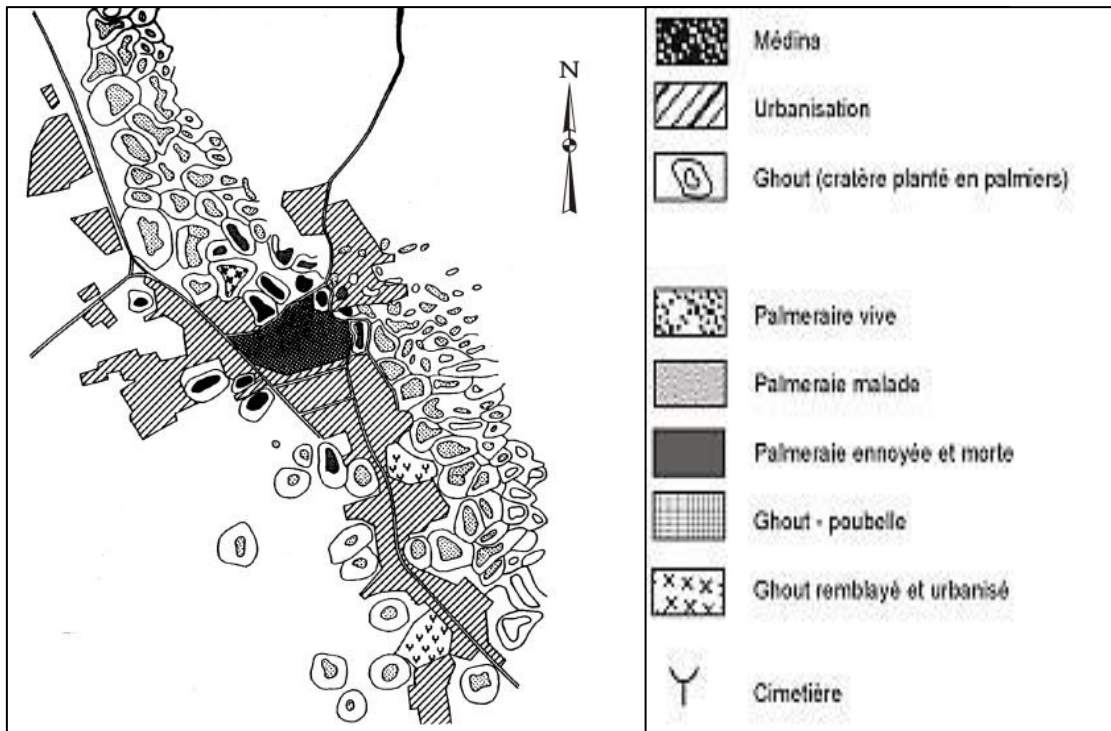 N
Médina
Urbanisation
Ghout (cratère planté en palmiers)
Palmeraire vive
Palmeraie malade
Palmeraie ennoyée et morte
Ghout - poubelle
Ghout remblayé et urbanisé
Cimetière